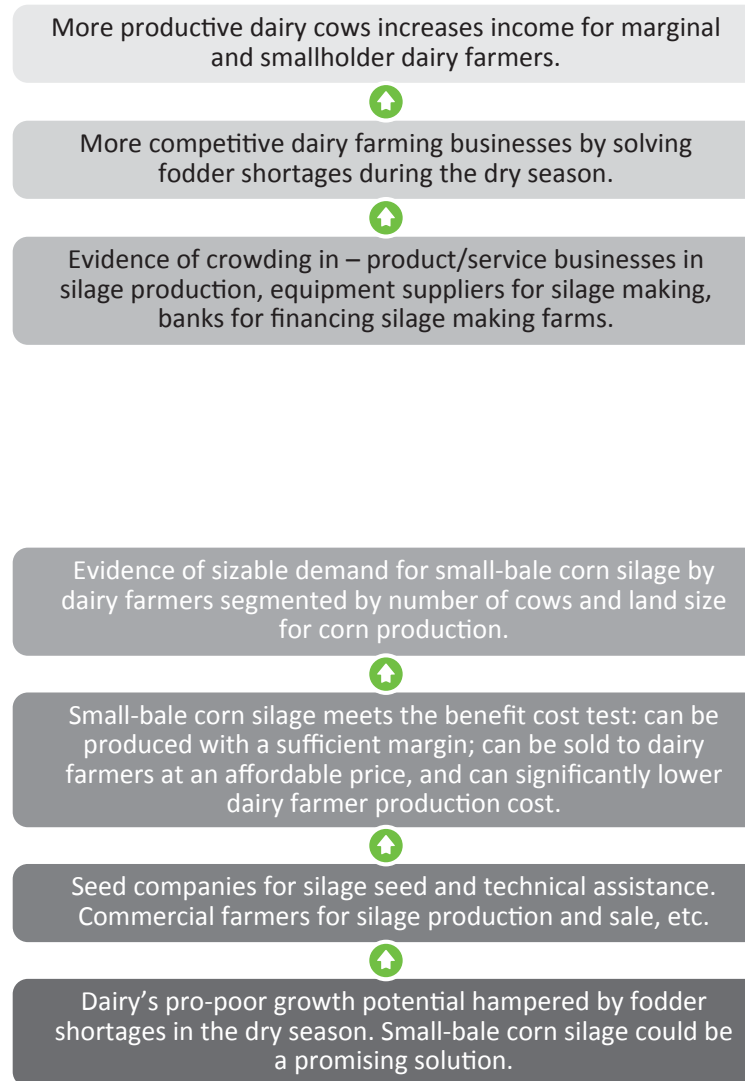 More productive dairy cows increases income for marginal
and smallholder dairy farmers.
More competitive dairy farming businesses by solving
fodder shortages during the dry season.
Evidence of crowding in – product/service businesses in
silage production, equipment suppliers for silage making,
banks for financing silage making farms.
Evidence of sizable demand for small-bale corn silage by
dairy farmers segmented by number of cows and land size
for corn production.
Small-bale corn silage meets the benefit cost test: can be
produced with a sufficient margin; can be sold to dairy
farmers at an affordable price, and can significantly lower
dairy farmer production cost.
Seed companies for silage seed and technical assistance.
Commercial farmers for silage production and sale, etc.
Dairy’s pro-poor growth potential hampered by fodder
shortages in the dry season. Small-bale corn silage could be
a promising solution.